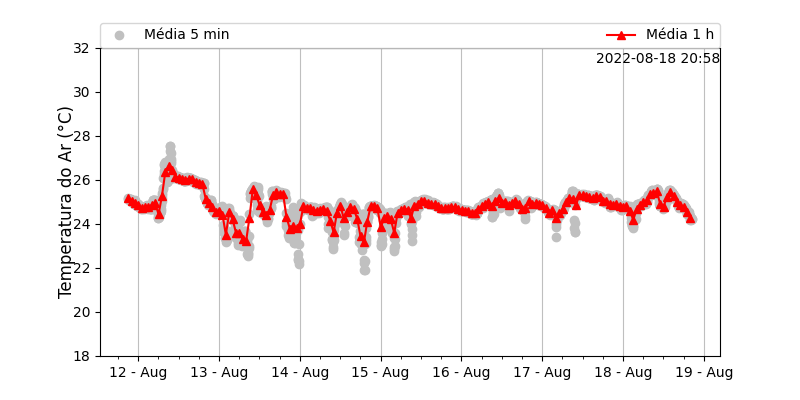 Média 5 min
Média 1 h
2022-08-18 20:58
Temperatura do Ar (°C)
32
30
28
26
24
22
20
18
12 - Aug
13 - Aug
14 - Aug
15 - Aug
16 - Aug
17 - Aug
18 - Aug
19 - Aug